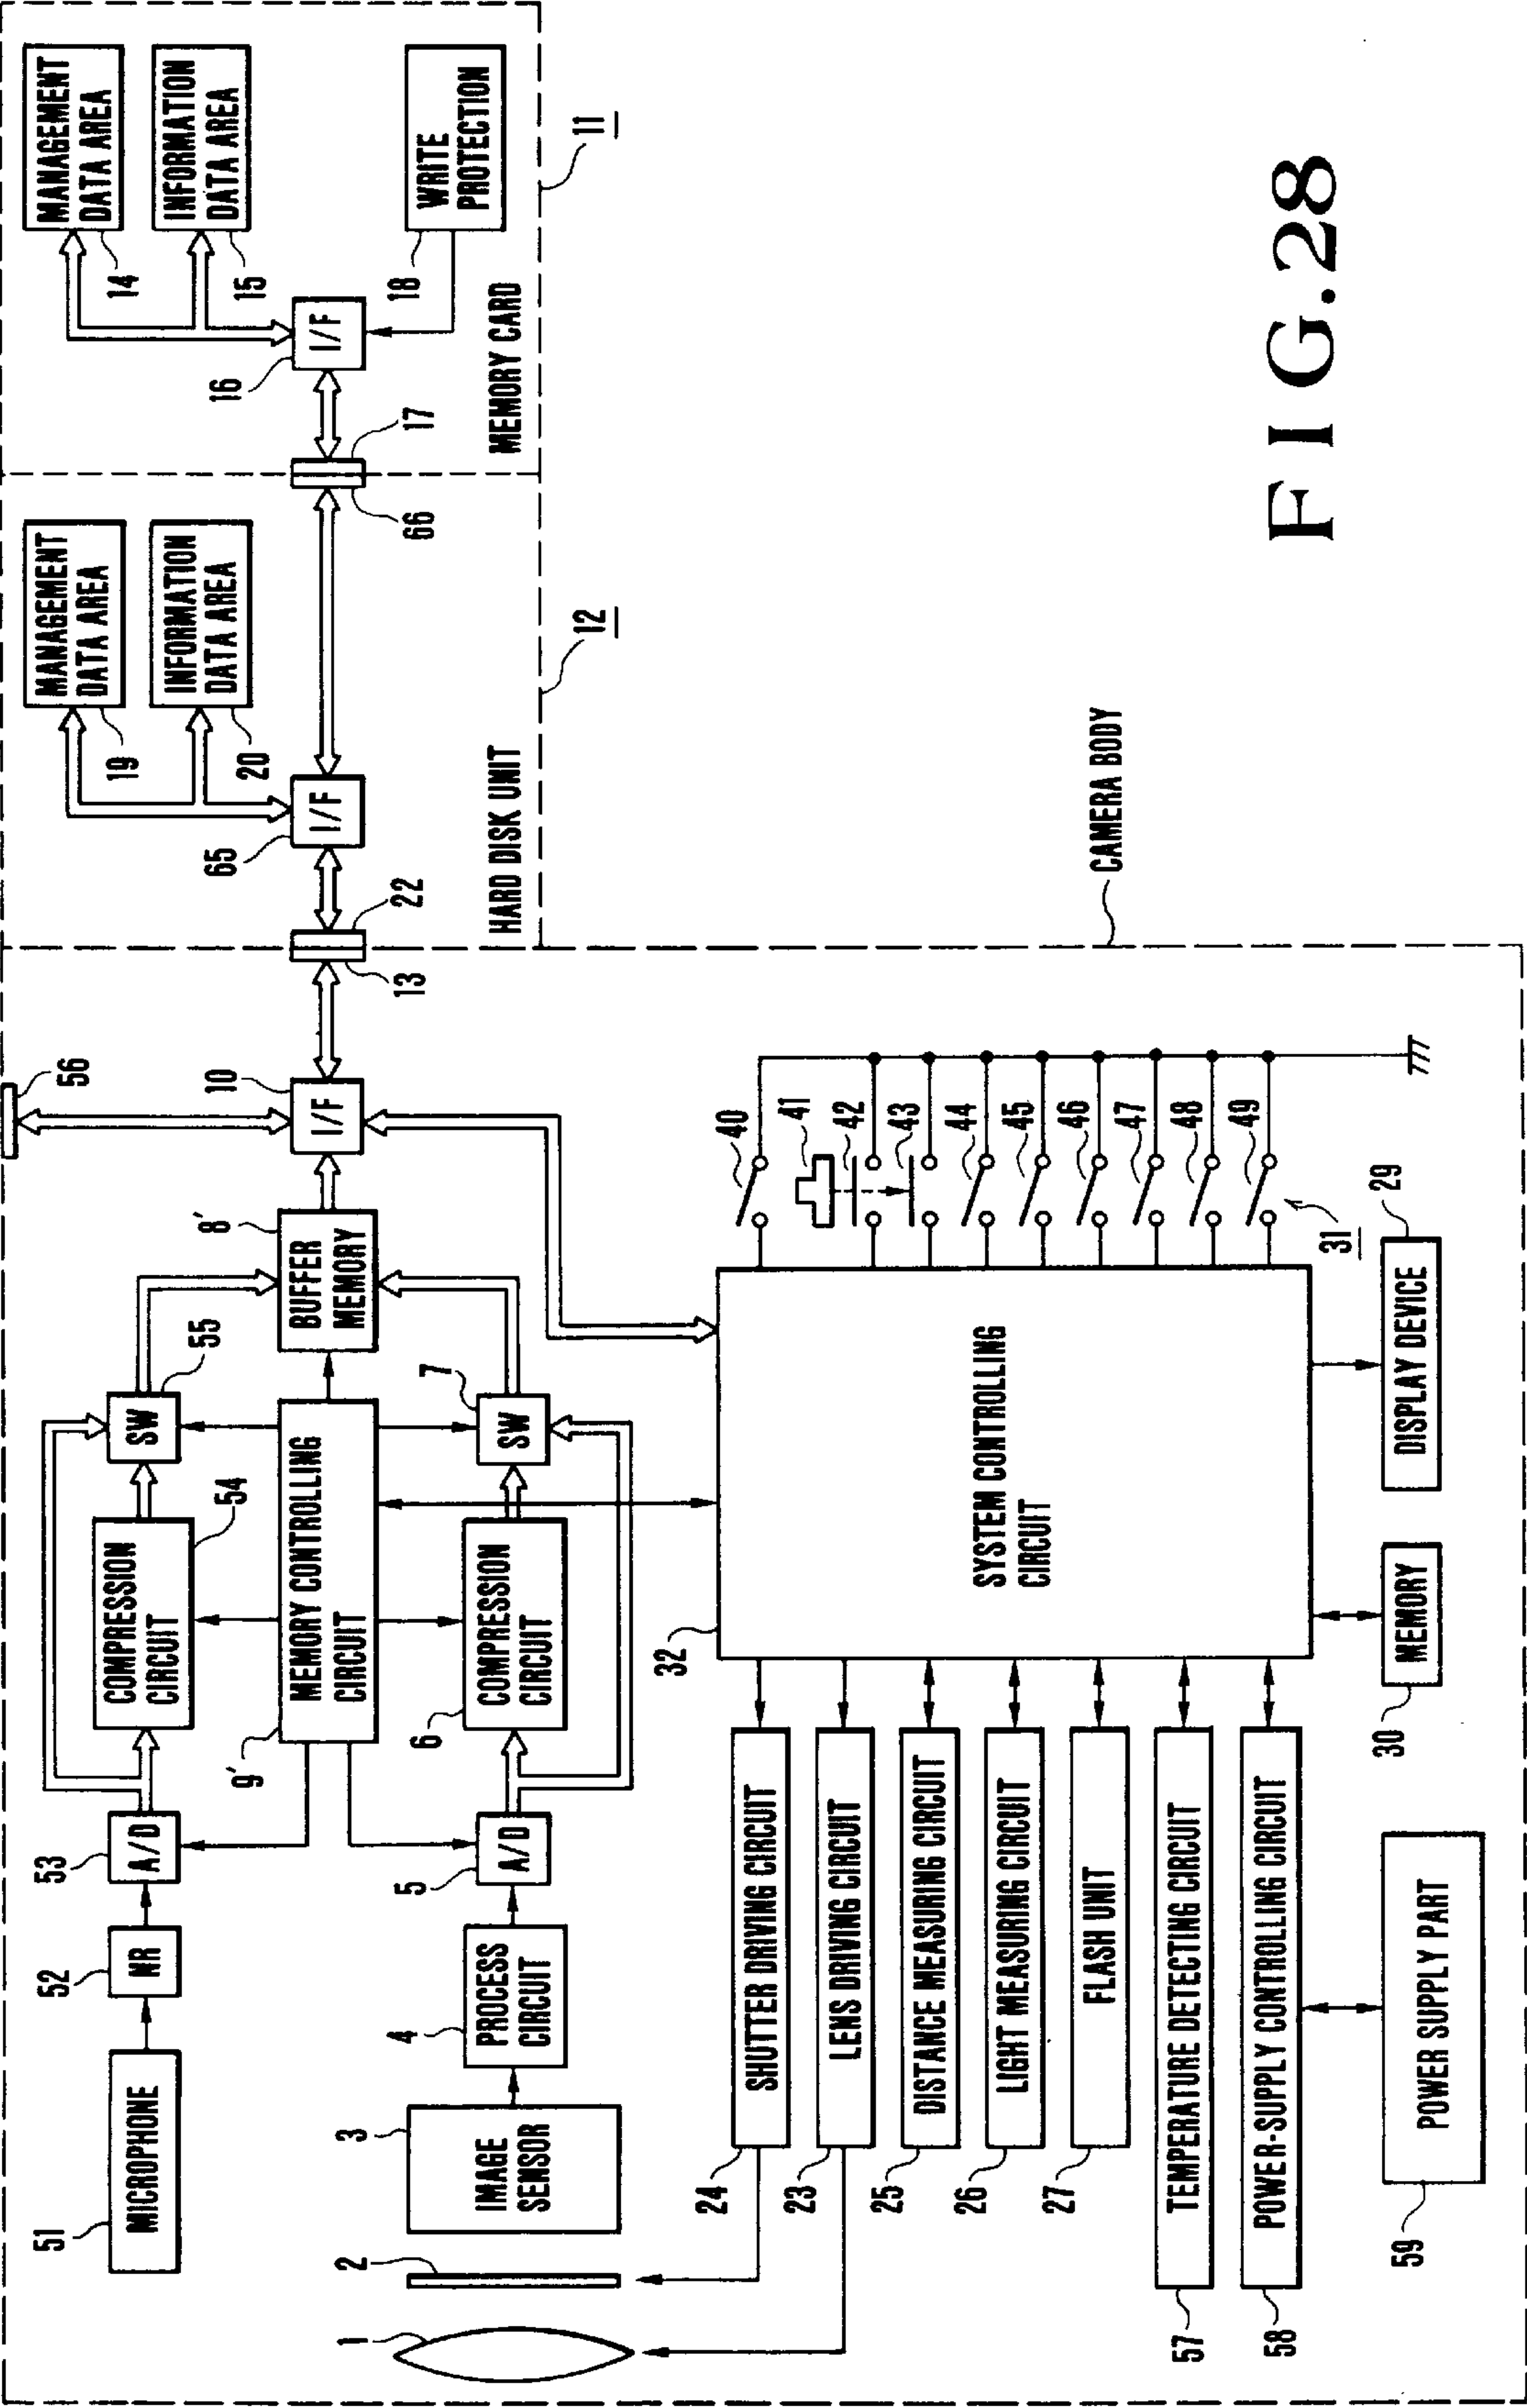 51
MICROPHONE
52
NR
53
A/D
COMPRESSION
CIRCUIT
54
SW
55
56
9'
MEMORY CONTROLLING
CIRCUIT
8'
BUFFER
MEMORY
10
I/F
1
2
3
IMAGE
SENSOR
4
PROCESS
CIRCUIT
5
A/D
6
COMPRESSION
CIRCUIT
7
SW
13
22
65
I/F
19
MANAGEMENT
DATA AREA
20
INFORMATION
DATA AREA
HARD DISK UNIT
12
66
17
16
I/F
14
MANAGEMENT
DATA AREA
15
INFORMATION
DATA AREA
18
WRITE
PROTECTION
MEMORY CARD
11
24
SHUTTER DRIVING CIRCUIT
23
LENS DRIVING CIRCUIT
25
DISTANCE MEASURING CIRCUIT
26
LIGHT MEASURING CIRCUIT
27
FLASH UNIT
57
TEMPERATURE DETECTING CIRCUIT
58
POWER-SUPPLY CONTROLLING CIRCUIT
59
POWER SUPPLY PART
32
SYSTEM CONTROLLING
CIRCUIT
30
MEMORY
DISPLAY DEVICE
29
40
41
42
43
44
45
46
47
48
49
31
CAMERA BODY
FIG.28